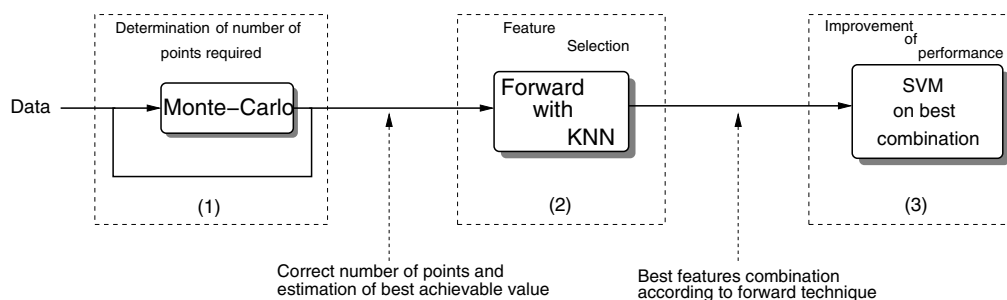 Determination of number of
points required
Data
Monte-Carlo
(1)
Feature
Selection
Forward
with
KNN
(2)
Improvement
of
performance
SVM
on best
combination
(3)
Correct number of points and
estimation of best achievable value
Best features combination
according to forward technique